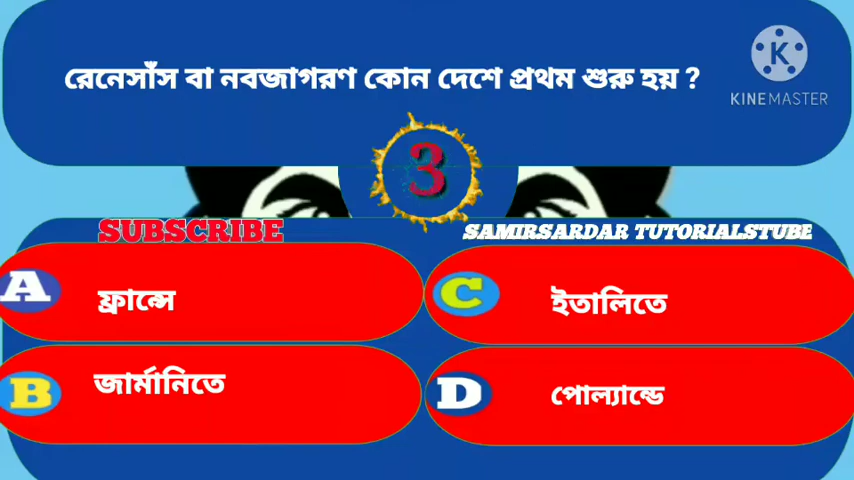 রেনেসাঁস বা নবজাগরণ কোন দেশে প্রথম শুরু হয় ?
KINEMASTER
3
SUBSCRIBE
SAMIRSARDAR TUTORIALSTUBE
A ফ্রান্সে
C ইতালিতে
B জার্মানিতে
D পোল্যান্ডে